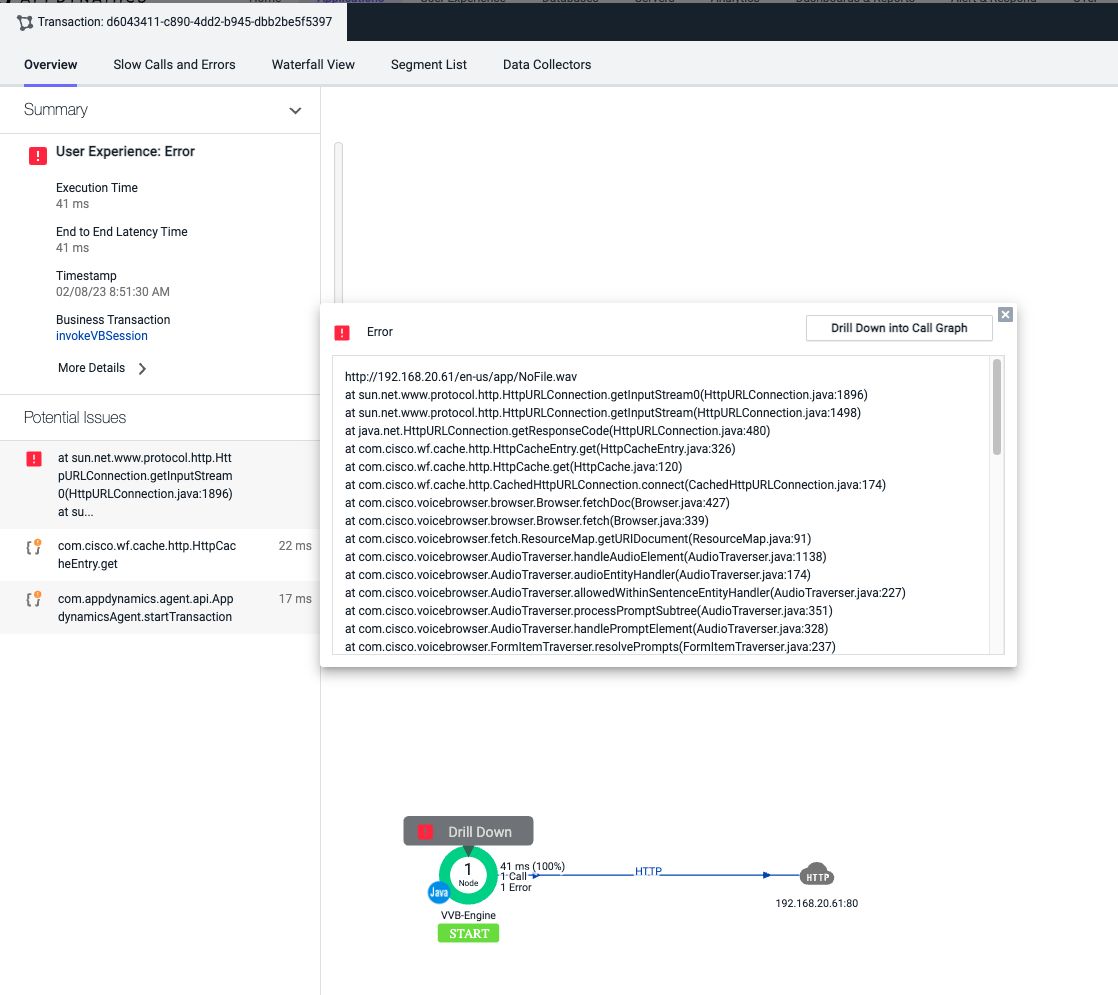 Transaction: d6043411-c890-4dd2-b945-dbb2be5f5397
Overview Slow Calls and Errors Waterfall View Segment List Data Collectors
Summary
User Experience: Error
Execution Time
41 ms
End to End Latency Time
41 ms
Timestamp
02/08/23 8:51:30 AM
Business Transaction
invokeVBSession
More Details
Potential Issues
at sun.net.www.protocol.http.Htt
pURLConnection.getInputStream
0(HttpURLConnection.java:1896)
at su...
com.cisco.wf.cache.http.HttpCac
heEntry.get
22 ms
com.appdynamics.agent.api.App
dynamicsAgent.startTransaction
17 ms
Error
Drill Down into Call Graph
http://192.168.20.61/en-us/app/NoFile.wav
at sun.net.www.protocol.http.HttpURLConnection.getInputStream0(HttpURLConnection.java:1896)
at sun.net.www.protocol.http.HttpURLConnection.getInputStream(HttpURLConnection.java:1498)
at java.net.HttpURLConnection.getResponseCode(HttpURLConnection.java:480)
at com.cisco.wf.cache.http.HttpCacheEntry.get(HttpCacheEntry.java:326)
at com.cisco.wf.cache.http.HttpCache.get(HttpCache.java:120)
at com.cisco.wf.cache.http.CachedHttpURLConnection.connect(CachedHttpURLConnection.java:174)
at com.cisco.voicebrowser.browser.Browser.fetchDoc(Browser.java:427)
at com.cisco.voicebrowser.browser.Browser.fetch(Browser.java:339)
at com.cisco.voicebrowser.fetch.ResourceMap.getURIDocument(ResourceMap.java:91)
at com.cisco.voicebrowser.AudioTraverser.handleAudioElement(AudioTraverser.java:1138)
at com.cisco.voicebrowser.AudioTraverser.audioEntityHandler(AudioTraverser.java:174)
at com.cisco.voicebrowser.AudioTraverser.allowedWithinSentenceEntityHandler(AudioTraverser.java:227)
at com.cisco.voicebrowser.AudioTraverser.processPromptSubtree(AudioTraverser.java:351)
at com.cisco.voicebrowser.AudioTraverser.handlePromptElement(AudioTraverser.java:328)
at com.cisco.voicebrowser.FormItemTraverser.resolvePrompts(FormItemTraverser.java:237)
Drill Down
1
Node
Java
41 ms (100%)
1 Call
1 Error
HTTP
HTTP
192.168.20.61:80
VVB-Engine
START